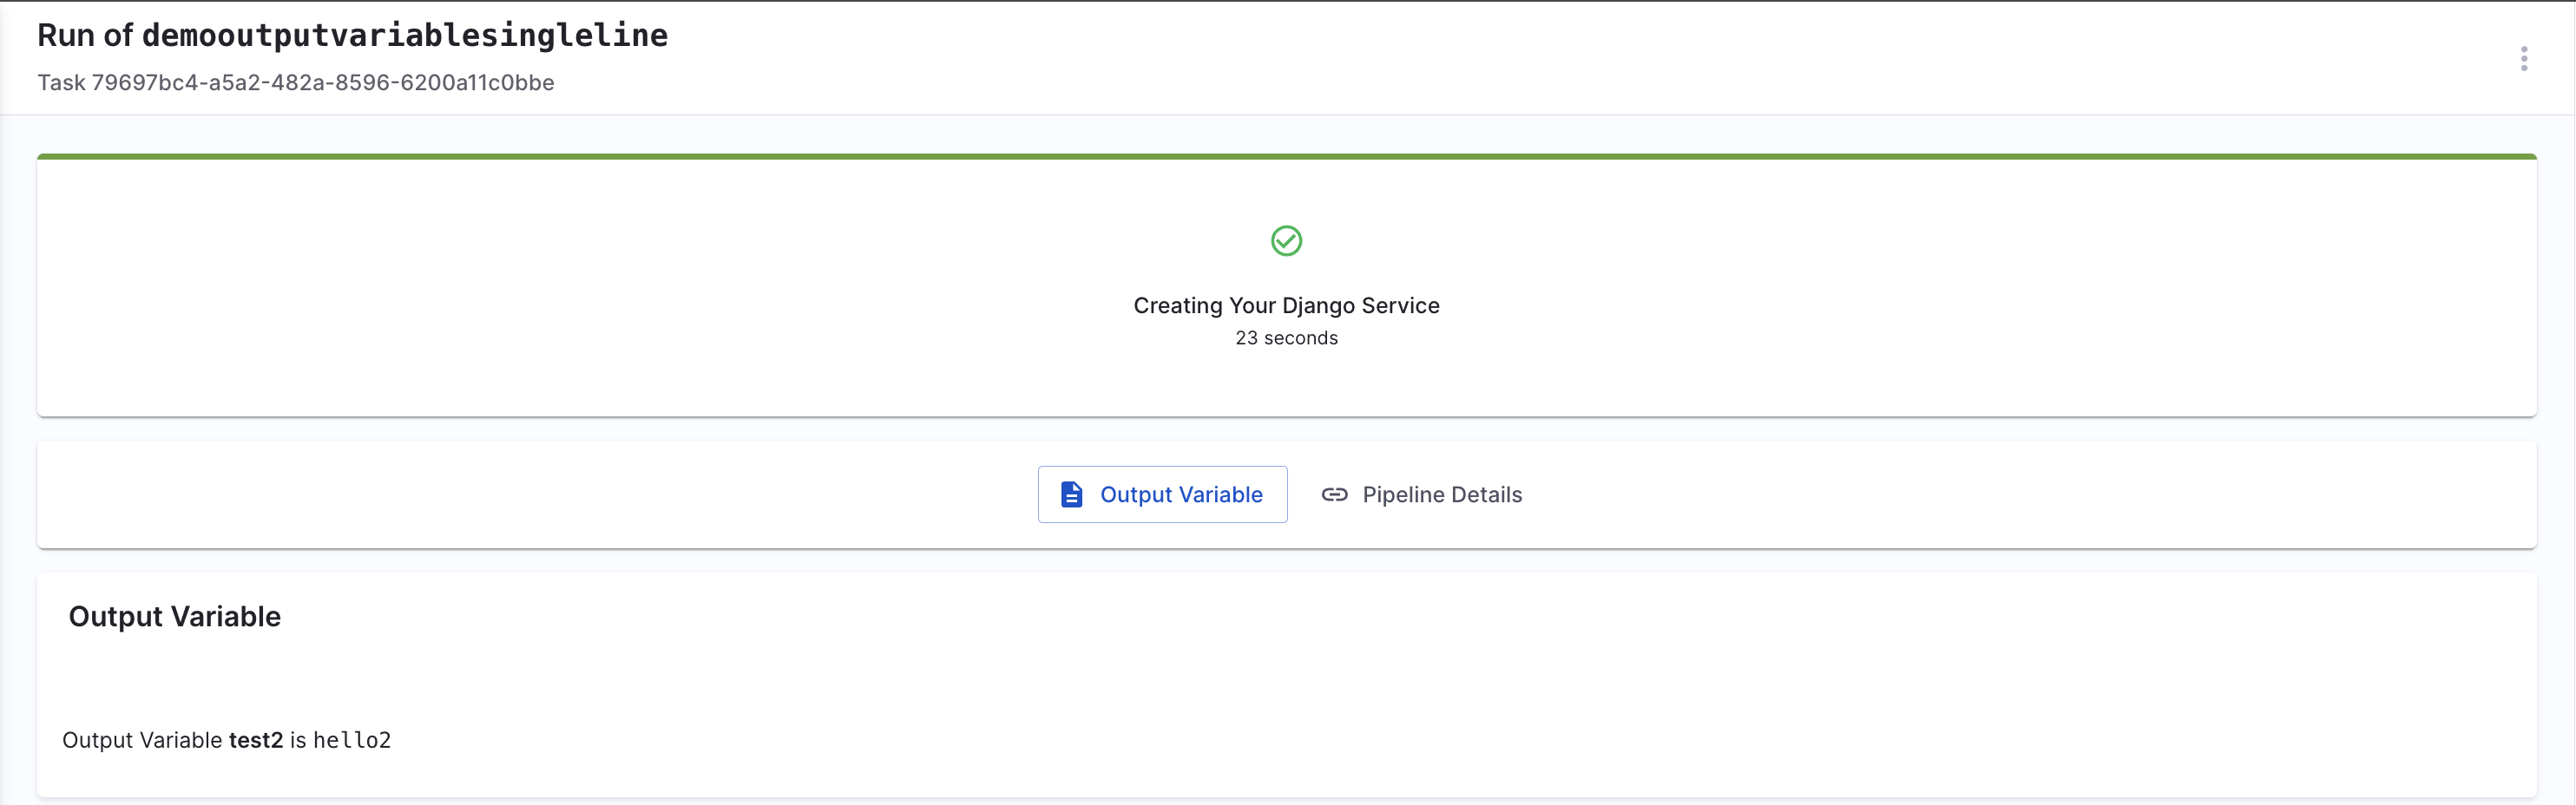 Run of demooutputvariablesingleline
Task 79697bc4-a5a2-482a-8596-6200a11c0bbe
Creating Your Django Service
23 seconds
Output Variable
Pipeline Details
Output Variable
Output Variable test2 is hello2